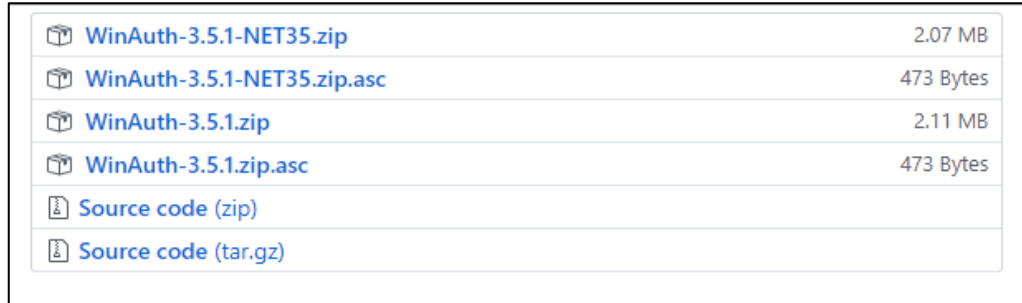 WinAuth-3.5.1-NET35.zip 2.07 MB
WinAuth-3.5.1-NET35.zip.asc 473 Bytes
WinAuth-3.5.1.zip 2.11 MB
WinAuth-3.5.1.zip.asc 473 Bytes
Source code (zip)
Source code (tar.gz)